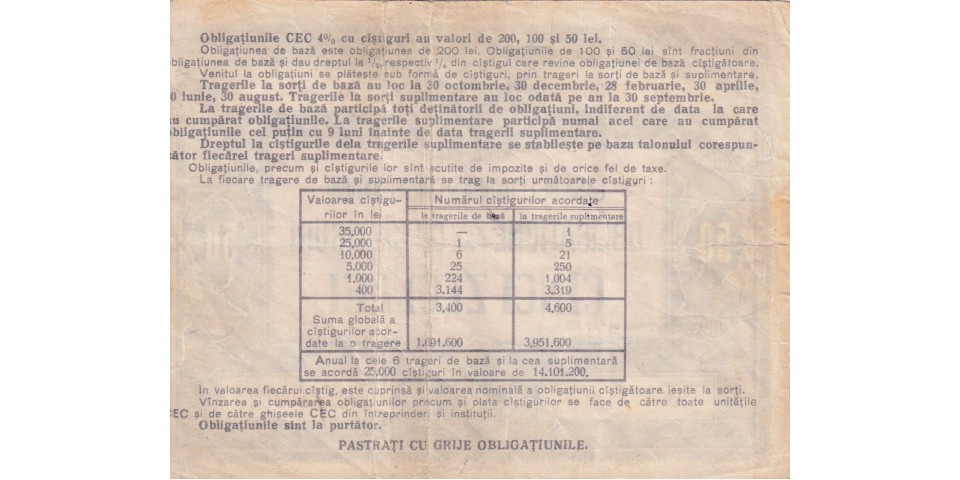 Obligațiunile CEC 4% cu cîștiguri au valori de 200, 100 și 50 lei.
Obligațiunea de bază este obligațiunea de 200 lei. Obligațiunile de 100 și 50 lei sînt fracțiuni din
bligațiunea de bază și dau dreptul la ½, respectiv ¼ din cîștigul care revine obligațiunei de bază cîștigătoare.
Venitul la obligațiuni se plătește sub formă de cîștiguri, prin trageri la sorți de bază și suplimentare.
Tragerile la sorți de bază au loc la 30 octombrie, 30 decembrie, 28 februarie, 30 aprilie,
0 iunie, 30 august. Tragerile la sorți suplimentare au loc odată pe an la 30 septembrie.
La tragerile de bază participă toți deținătorii de obligațiuni, indiferent de data la care
au cumpărat obligațiunile. La tragerile suplimentare participă numai acei care au cumpărat
bligațiunile cel puțin cu 9 luni înainte de data tragerii suplimentare.
Dreptul la cîștigurile dela tragerile suplimentare se stabilește pe baza talonului corespun-
zător fiecărei trageri suplimentare.
Obligațiunile, precum și cîștigurile lor sînt scutite de impozite și de orice fel de taxe.
La fiecare tragere de bază și suplimentară se trag la sorți următoarele cîștiguri :
Valoarea cîștigu-
rilor în lei
Numărul cîștigurilor acordate
la tragerile de bază la tragerile suplimentare
35.000 — 1
25.000 1 5
10.000 6 21
5.000 25 250
1.000 224 1.004
400 3.144 3.319
Total 3.400 4.600
Suma globală a
cîștigurilor acor-
date la o tragere 1.691.600 3.951.600
Anual la cele 6 trageri de bază și la cea suplimentară
se acordă 25.000 cîștiguri în valoare de 14.101.200.
In valoarea fiecărui cîștig, este cuprinsă și valoarea nominală a obligațiunii cîștigătoare ieșite la sorți.
Vînzarea și cumpărarea obligațiunilor precum și plata cîștigurilor se face de către toate unitățile
CEC și de către ghișeele CEC din întreprinderi și instituții.
Obligațiunile sînt la purtător.
PASTRAȚI CU GRIJE OBLIGAȚIUNILE.